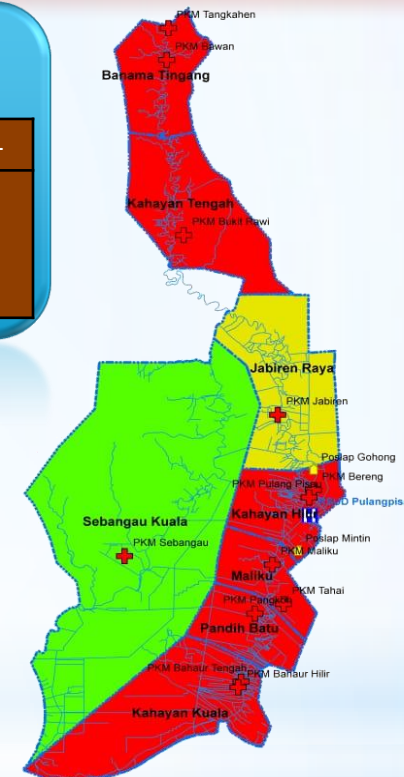 PKM Tangkahen
PKM Bawan
Banama Tingang
Kahayan Tengah
PKM Bukit Rawi
Jabiren Raya
PKM Jabiren
Poslap Gohong
PKM Bereng
PKM Pulang Pisau
Pulangpis
Kahayan Hilir
Poslap Mintin
Sebangau Kuala
PKM Sebangau
PKM Maliku
Maliku
PKM Tahai
PKM Pangkoh
Pandih Batu
PKM Bahaur Tengah
PKM Bahaur Hilir
Kahayan Kuala